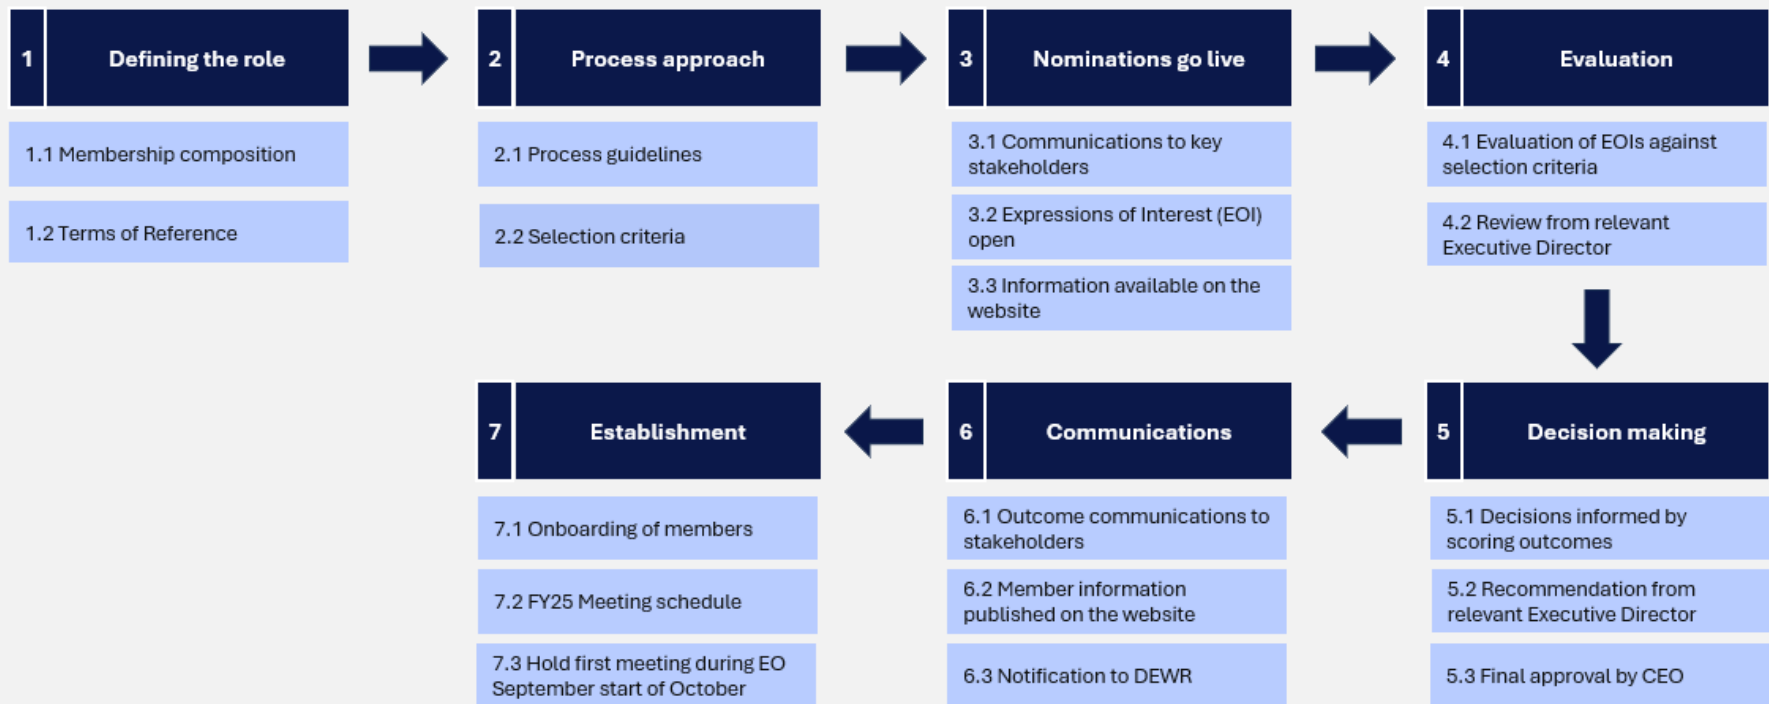 1
Defining the role
1.1 Membership composition
1.2 Terms of Reference
2
Process approach
2.1 Process guidelines
2.2 Selection criteria
3
Nominations go live
3.1 Communications to key
stakeholders
3.2 Expressions of Interest (EOI)
open
3.3 Information available on the
website
4
Evaluation
4.1 Evaluation of EOIs against
selection criteria
4.2 Review from relevant
Executive Director
5
Decision making
5.1 Decisions informed by
scoring outcomes
5.2 Recommendation from
relevant Executive Director
5.3 Final approval by CEO
6
Communications
6.1 Outcome communications to
stakeholders
6.2 Member information
published on the website
6.3 Notification to DEWR
7
Establishment
7.1 Onboarding of members
7.2 FY25 Meeting schedule
7.3 Hold first meeting during EO
September start of October